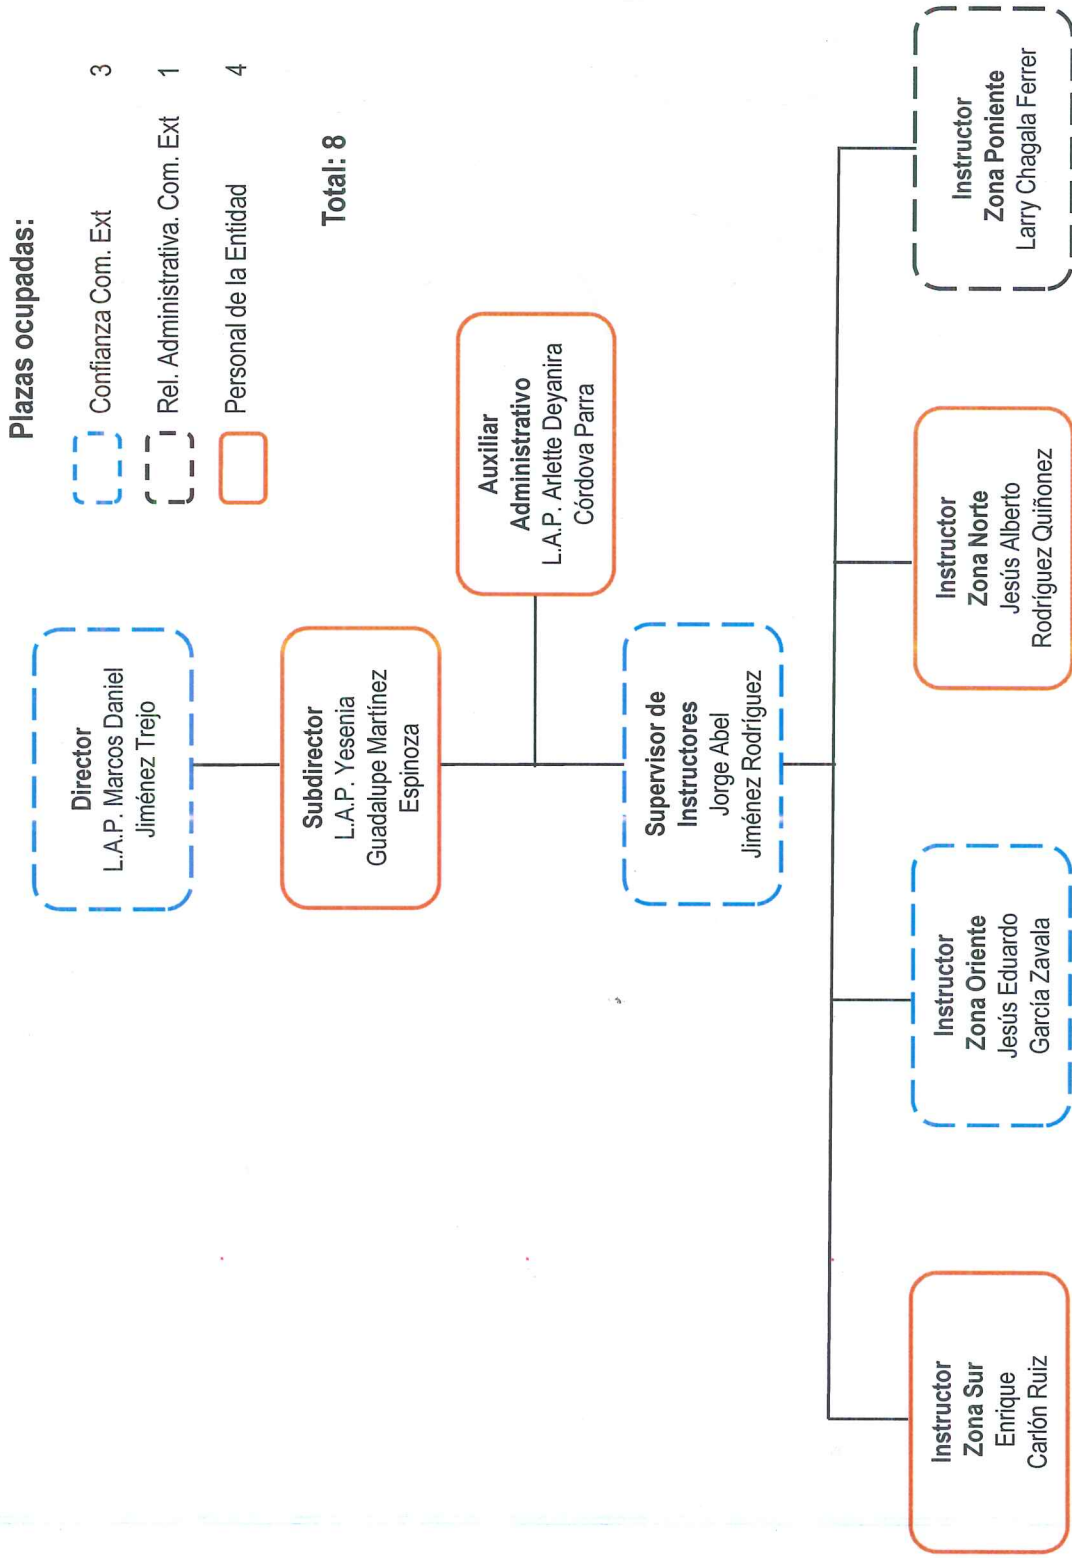 Plazas ocupadas:
Confianza Com. Ext 3
Rel. Administrativa. Com. Ext 1
Personal de la Entidad 4
Total: 8
Director
L.A.P. Marcos Daniel
Jiménez Trejo
Subdirector
L.A.P. Yesenia
Guadalupe Martínez
Espinoza
Auxiliar
Administrativo
L.A.P. Arlette Deyanira
Córdova Parra
Supervisor de
Instructores
Jorge Abel
Jiménez Rodríguez
Instructor
Zona Sur
Enrique
Carlón Ruiz
Instructor
Zona Oriente
Jesús Eduardo
García Zavala
Instructor
Zona Norte
Jesús Alberto
Rodríguez Quiñonez
Instructor
Zona Poniente
Larry Chagala Ferrer